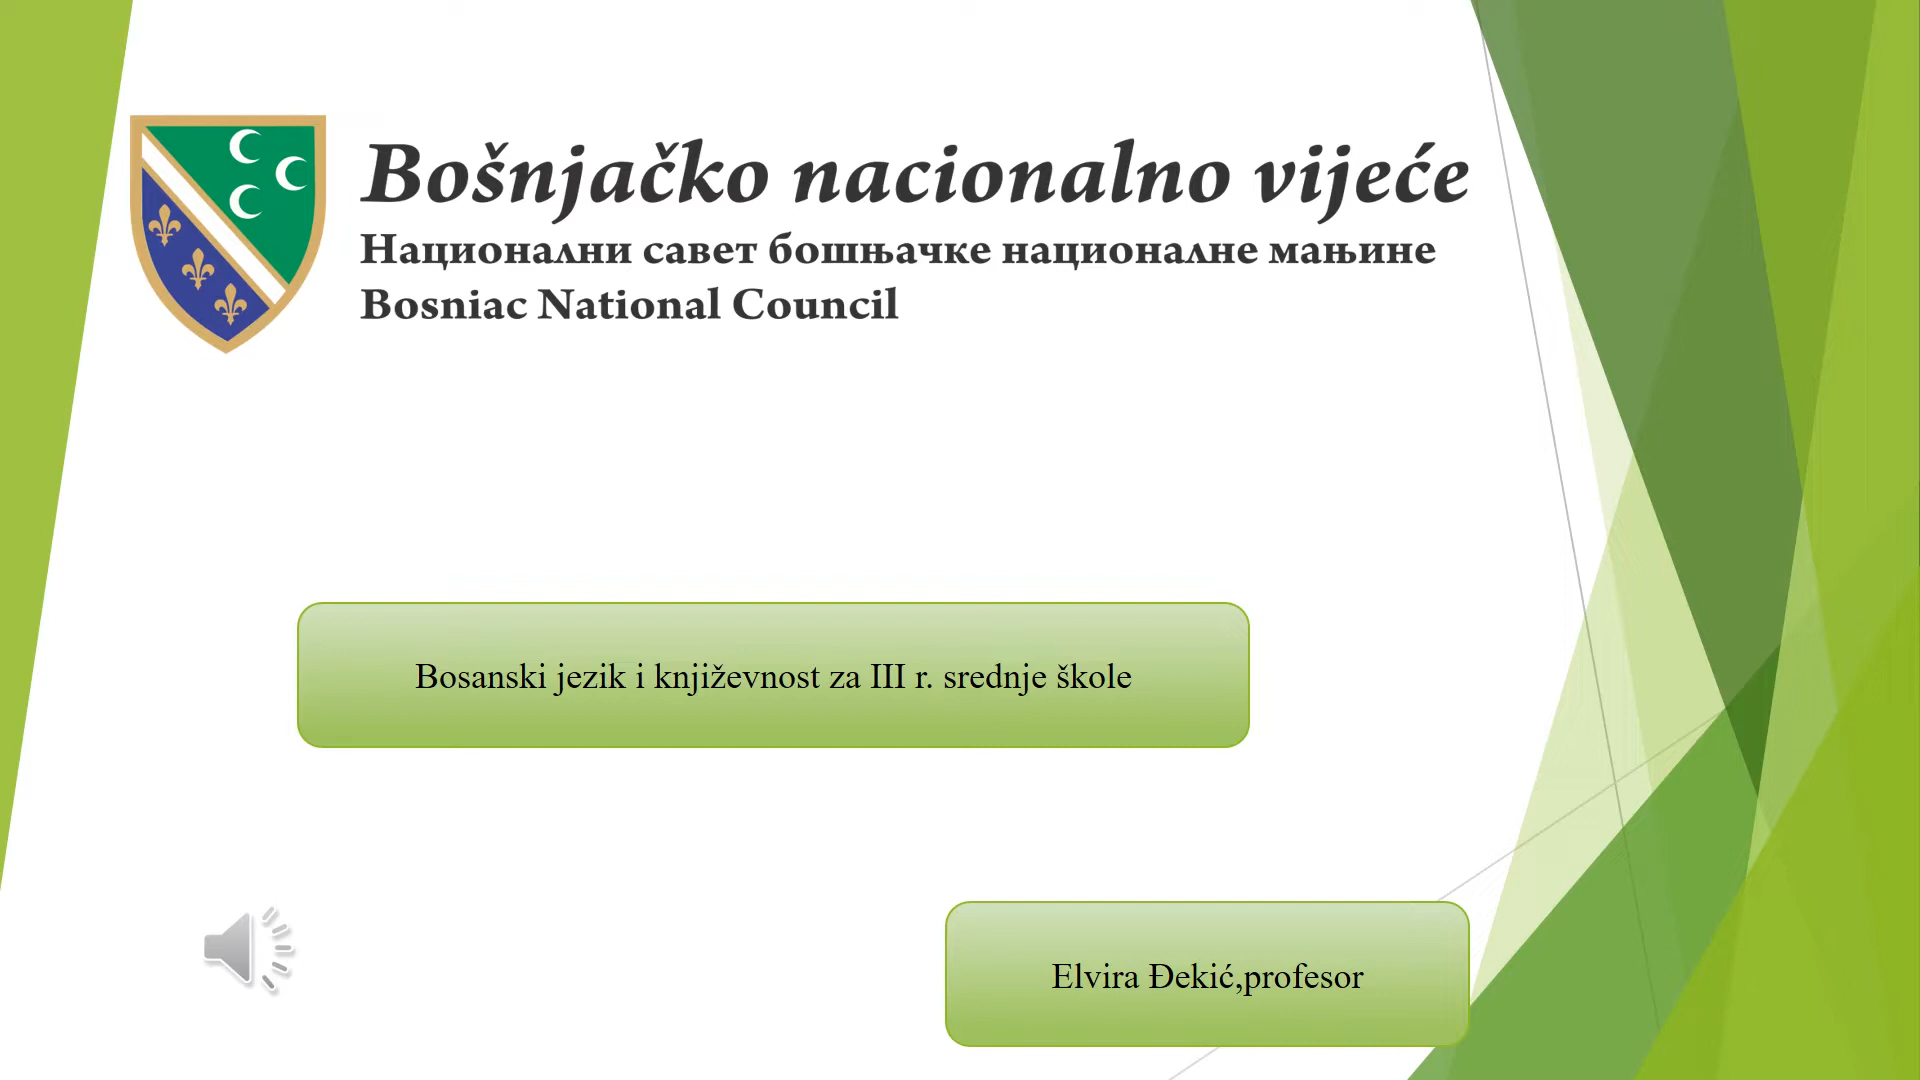 Bošnjačko nacionalno vijeće
Национални савет бошњачке националне мањине
Bosniac National Council
Bosanski jezik i književnost za III r. srednje škole
Elvira Đekić,profesor